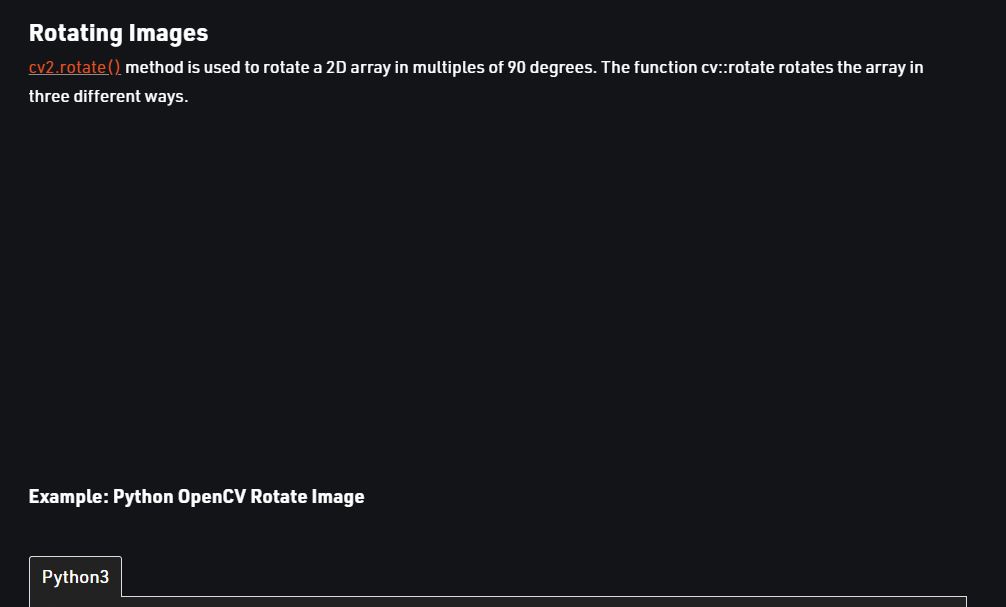 Rotating Images
cv2.rotate() method is used to rotate a 2D array in multiples of 90 degrees. The function cv::rotate rotates the array in
three different ways.
Example: Python OpenCV Rotate Image
Python3